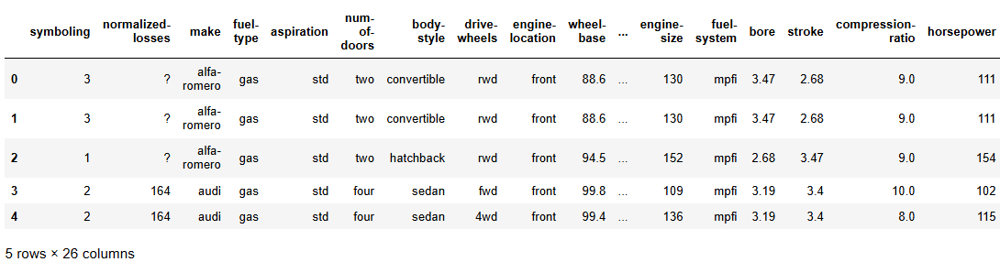 symboling normalized-losses make fuel-type aspiration num-of-doors body-style drive-wheels engine-location wheel-base ... engine-size fuel-system bore stroke compression-ratio horsepower
0 3 ? alfa-romero gas std two convertible rwd front 88.6 ... 130 mpfi 3.47 2.68 9.0 111
1 3 ? alfa-romero gas std two convertible rwd front 88.6 ... 130 mpfi 3.47 2.68 9.0 111
2 1 ? alfa-romero gas std two hatchback rwd front 94.5 ... 152 mpfi 2.68 3.47 9.0 154
3 2 164 audi gas std four sedan fwd front 99.8 ... 109 mpfi 3.19 3.4 10.0 102
4 2 164 audi gas std four sedan 4wd front 99.4 ... 136 mpfi 3.19 3.4 8.0 115
5 rows × 26 columns